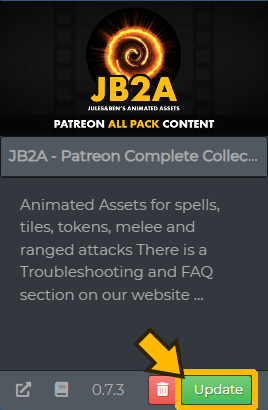 JB2A
JULES&BEN'S ANIMATED ASSETS
PATREON ALL PACK CONTENT
JB2A - Patreon Complete Collec...
Animated Assets for spells,
tiles, tokens, melee and
ranged attacks There is a
Troubleshooting and FAQ
section on our website ...
0.7.3
Update